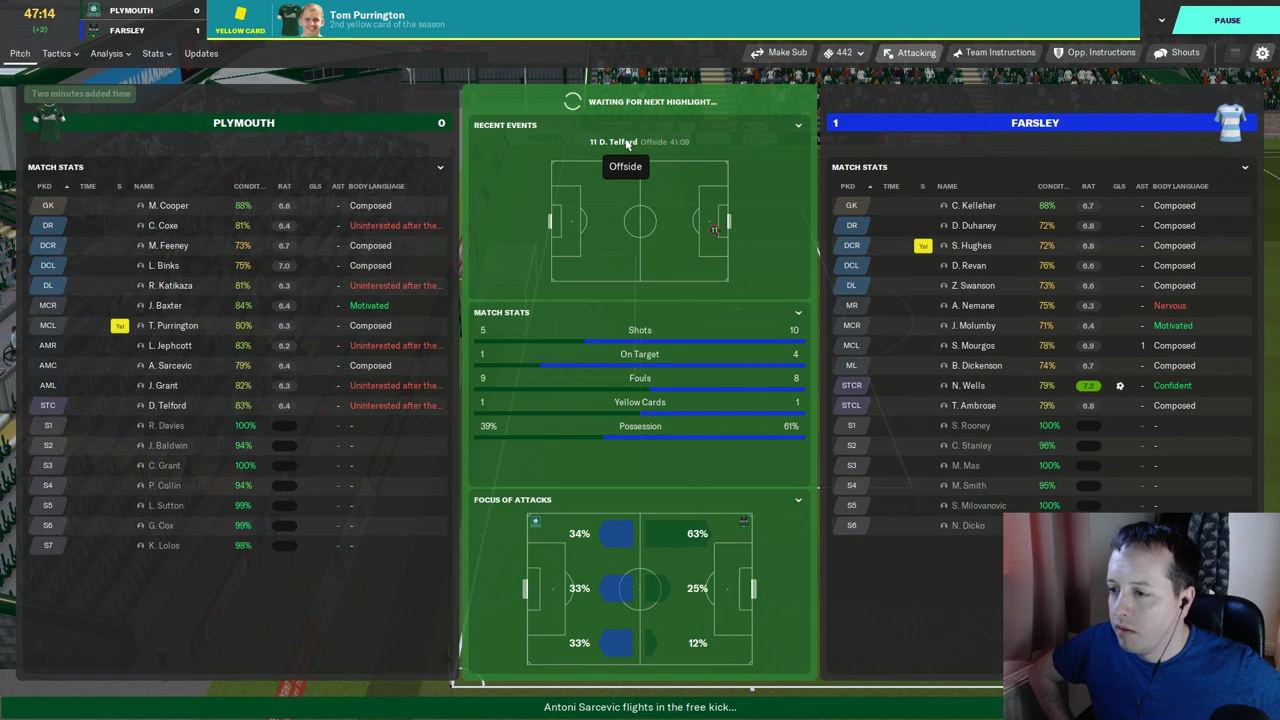 47:14
(+2)
PLYMOUTH 0
FARSLEY 1
YELLOW CARD
Tom Purrington
2nd yellow card of the season
PAUSE
Pitch Tactics Analysis Stats Updates
Make Sub 442 Attacking Team Instructions Opp. Instructions Shouts
Two minutes added time
PLYMOUTH 0
MATCH STATS
PKD TIME S NAME CONDIT... RAT GLS AST BODY LANGUAGE
GK M. Cooper 88% 6.6 - Composed
DR C. Coxe 81% 6.4 - Uninterested after the...
DCR M. Feeney 73% 6.7 - Composed
DCL L. Binks 75% 7.0 - Composed
DL R. Katikaza 81% 6.3 - Uninterested after the...
MCR J. Baxter 84% 6.4 - Motivated
MCL Yel T. Purrington 80% 6.3 - Composed
AMR L. Jephcott 83% 6.2 - Uninterested after the...
AMC A. Sarcevic 79% 6.4 - Composed
AML J. Grant 82% 6.3 - Uninterested after the...
STC D. Telford 83% 6.4 - Uninterested after the...
S1 R. Davies 100% - -
S2 J. Baldwin 94% - -
S3 C. Grant 100% - -
S4 P. Collin 94% - -
S5 L. Sutton 99% - -
S6 G. Cox 99% - -
S7 K. Lolos 98% - -
WAITING FOR NEXT HIGHLIGHT...
RECENT EVENTS
11 D. Telford Offside 41:09
Offside
11
MATCH STATS
5 Shots 10
1 On Target 4
9 Fouls 8
1 Yellow Cards 1
39% Possession 61%
FOCUS OF ATTACKS
34% 63%
33% 25%
33% 12%
1 FARSLEY
MATCH STATS
PKD TIME S NAME CONDIT... RAT GLS AST BODY LANGUAGE
GK C. Kelleher 88% 6.7 - Composed
DR D. Duhaney 72% 6.8 - Composed
DCR Yel S. Hughes 72% 6.8 - Composed
DCL D. Revan 76% 6.6 - Composed
DL Z. Swanson 73% 6.6 - Composed
MR A. Nemane 75% 6.3 - Nervous
MCR J. Molumby 71% 6.4 - Motivated
MCL S. Mourgos 78% 6.9 1 Composed
ML B. Dickenson 74% 6.7 - Composed
STCR N. Wells 79% 7.2 - Confident
STCL T. Ambrose 79% 6.8 - Composed
S1 S. Rooney 100% - -
S2 C. Stanley 96% - -
S3 M. Mas 100% - -
S4 M. Smith 95% - -
S5 S. Milovanovic 100% - -
S6 N. Dicko
Antoni Sarcevic flights in the free kick...